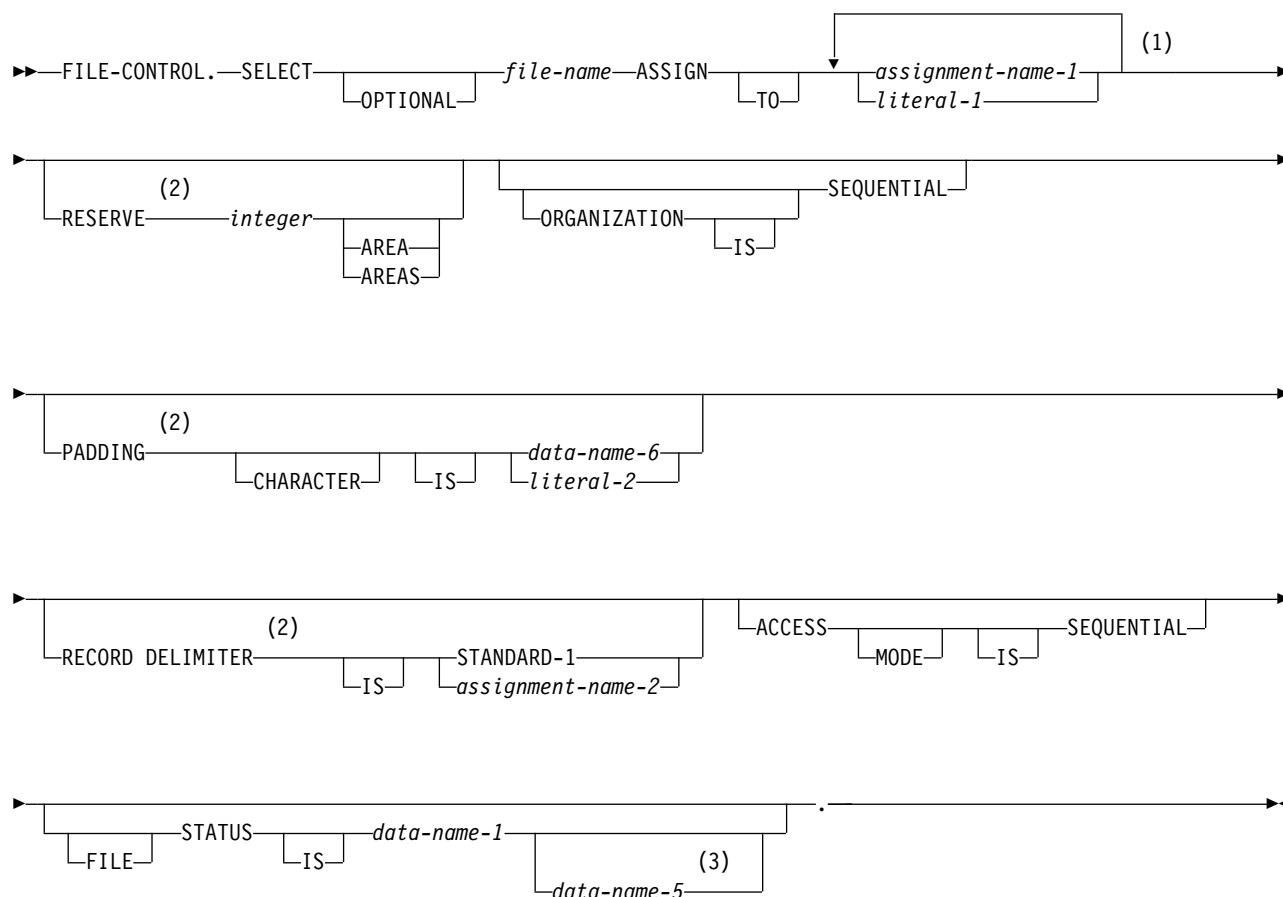 (1)
FILE-CONTROL. SELECT file-name ASSIGN assignment-name-1
OPTIONAL TO literal-1
(2) SEQUENTIAL
RESERVE integer ORGANIZATION
AREA IS
AREAS
(2)
PADDING data-name-6
CHARACTER IS literal-2
(2) ACCESS SEQUENTIAL
RECORD DELIMITER STANDARD-1 MODE IS
IS assignment-name-2
.
STATUS data-name-1
FILE IS (3)
data-name-5